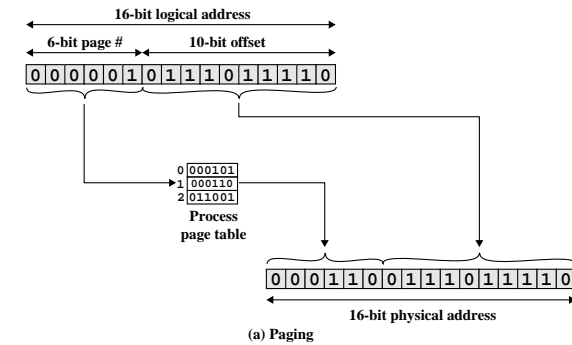 16-bit logical address
6-bit page # 10-bit offset
0 0 0 0 0 1 0 1 1 1 0 1 1 1 1 0
0 000101
1 000110
2 011001
Process
page table
0 0 0 1 1 0 0 1 1 1 0 1 1 1 1 0
16-bit physical address
(a) Paging